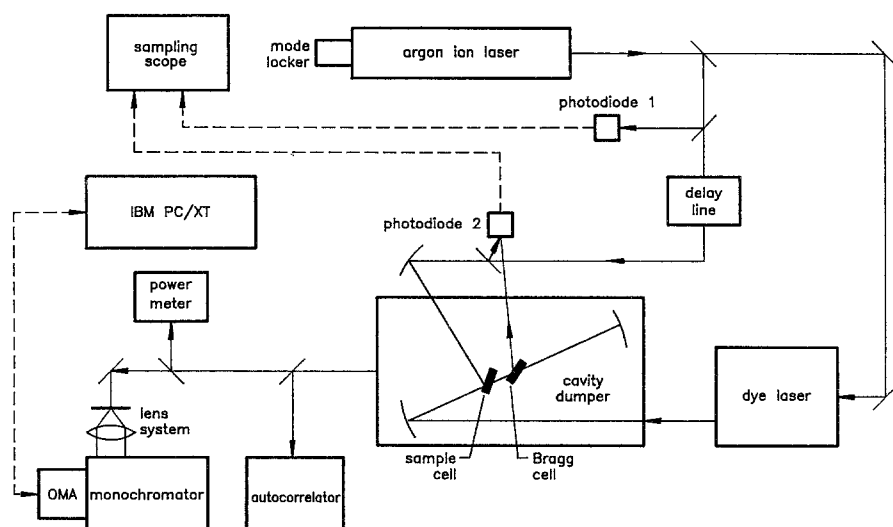 sampling
scope
mode
locker
argon ion laser
photodiode 1
IBM PC/XT
delay
line
photodiode 2
power
meter
cavity
dumper
dye laser
lens
system
sample
cell
Bragg
cell
OMA
monochromator
autocorrelator